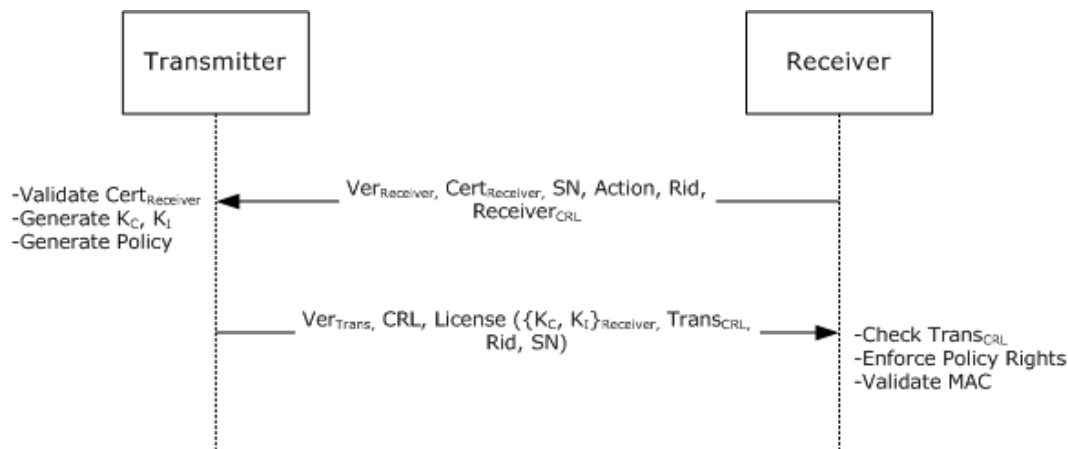 Transmitter
Receiver
-Validate CertReceiver
-Generate KC, KI
-Generate Policy
VerReceiver, CertReceiver, SN, Action, Rid,
ReceiverCRL
VerTrans, CRL, License ({KC, KI}Receiver, TransCRL,
Rid, SN)
-Check TransCRL
-Enforce Policy Rights
-Validate MAC